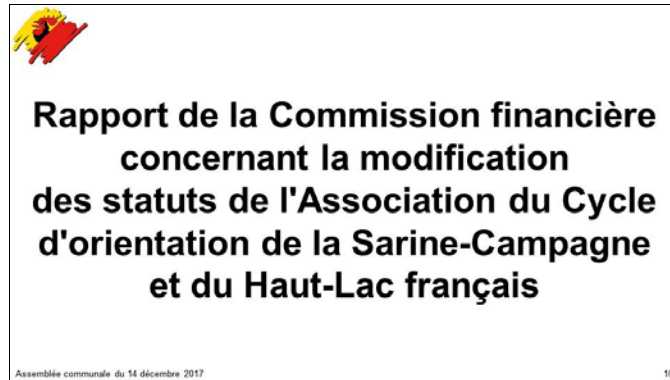 Rapport de la Commission financière
concernant la modification
des statuts de l'Association du Cycle
d'orientation de la Sarine-Campagne
et du Haut-Lac français
Assemblée communale du 14 décembre 2017